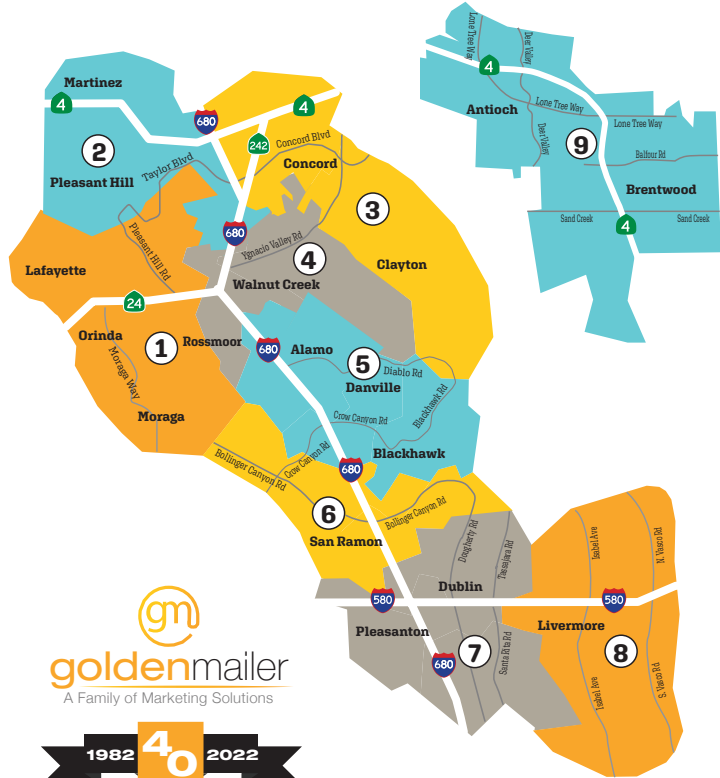 Martinez
4
680
4
242
Concord Blvd
Concord
2
Taylor Blvd
Pleasant Hill
3
680
Pleasant Hill Rd
Ygnacio Valley Rd
4
Clayton
Lafayette
Walnut Creek
24
Orinda
1
Rossmoor
680
Alamo
5
Diablo Rd
Danville
Moraga Way
Moraga
Blackhawk Rd
Crow Canyon Rd
Blackhawk
Crow Canyon Rd
Bollinger Canyon Rd
680
6
Bollinger Canyon Rd
San Ramon
Dougherty Rd
Tassajara Rd
Dublin
580
580
Pleasanton
Livermore
7
8
680
Santa Rita Rd
Isabel Ave
N. Vasco Rd
Isabel Ave
S. Vasco Rd
Lone Tree Way
Deer Valley
4
Antioch
Lone Tree Way
Lone Tree Way
Deer Valley
9
Balfour Rd
Brentwood
Sand Creek
Sand Creek
4
gm
goldenmailer
A Family of Marketing Solutions
1982 40 2022